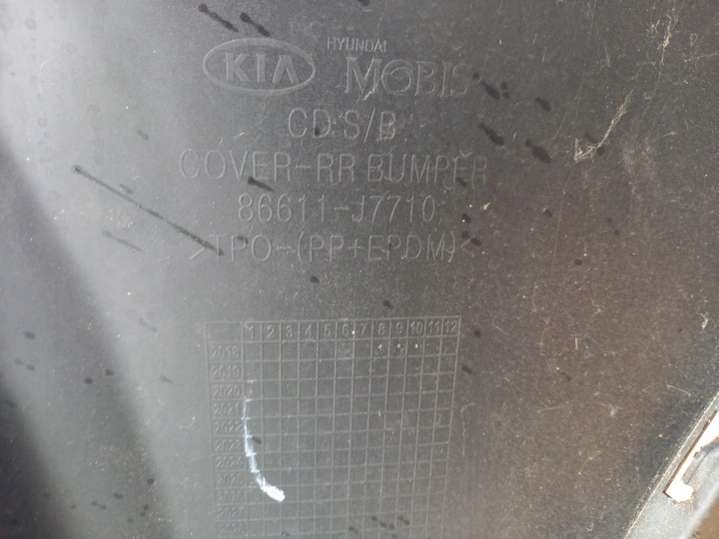 HYUNDAI
KIA MOBIS
CD S/B
COVER-RR BUMPER
86611-J7710
>TPO-(PP+EPDM)<
1 2 3 4 5 6 7 8 9 10 11 12
2018
2019
2020
2021
2022